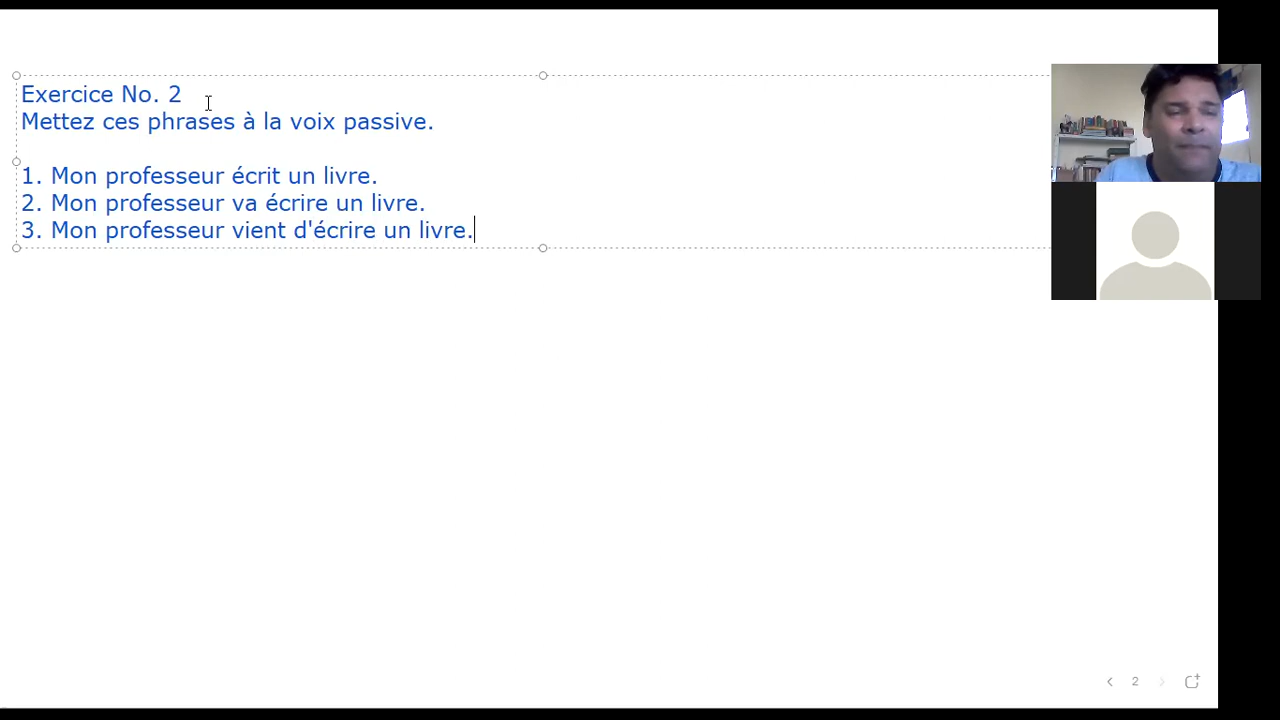 Exercice No. 2
Mettez ces phrases à la voix passive.
1. Mon professeur écrit un livre.
2. Mon professeur va écrire un livre.
3. Mon professeur vient d'écrire un livre.
2